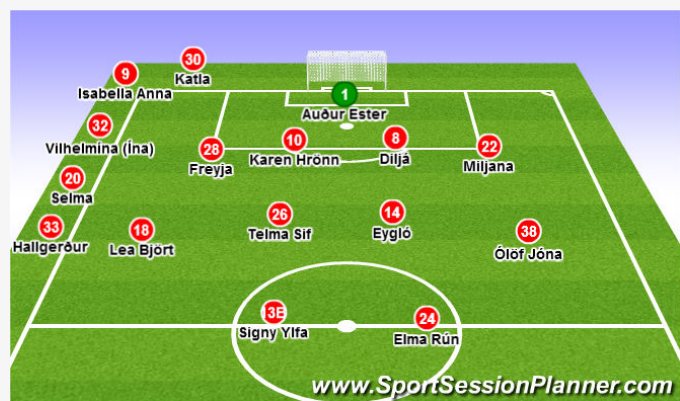 30
Katla
9
Isabella Anna
1
Auður Ester
32
Vilhelmina (Ína)
28
Freyja
10
Karen Hrönn
8
Diljá
22
Miljana
20
Selma
33
Hallgerður
18
Lea Björt
26
Telma Sif
14
Eygló
38
Ólöf Jóna
13E
Signy Ylfa
24
Elma Rún
www.SportSessionPlanner.com